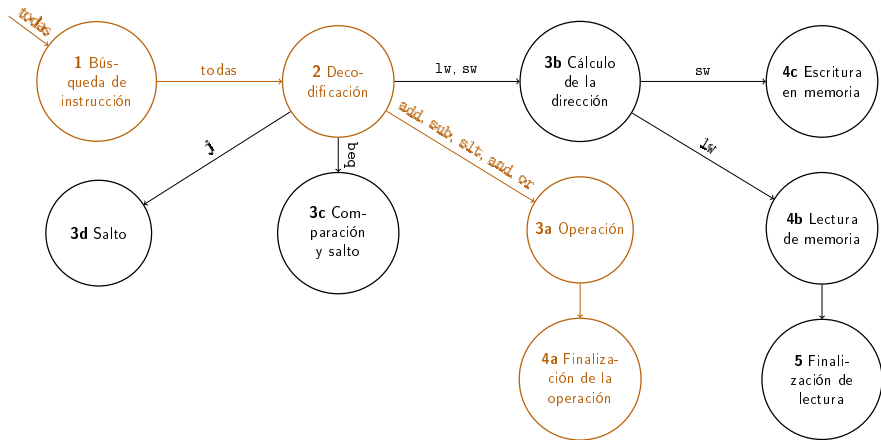 todas
1 Bús-
queda de
instrucción
todas
2 Deco-
dificación
lw, sw
3b Cálculo
de la
dirección
sw
4c Escritura
en memoria
j
beq
add, sub, slt, and, or
lw
3d Salto
3c Com-
paración
y salto
3a Operación
4b Lectura
de memoria
4a Finaliza-
ción de la
operación
5 Finali-
zación de
lectura